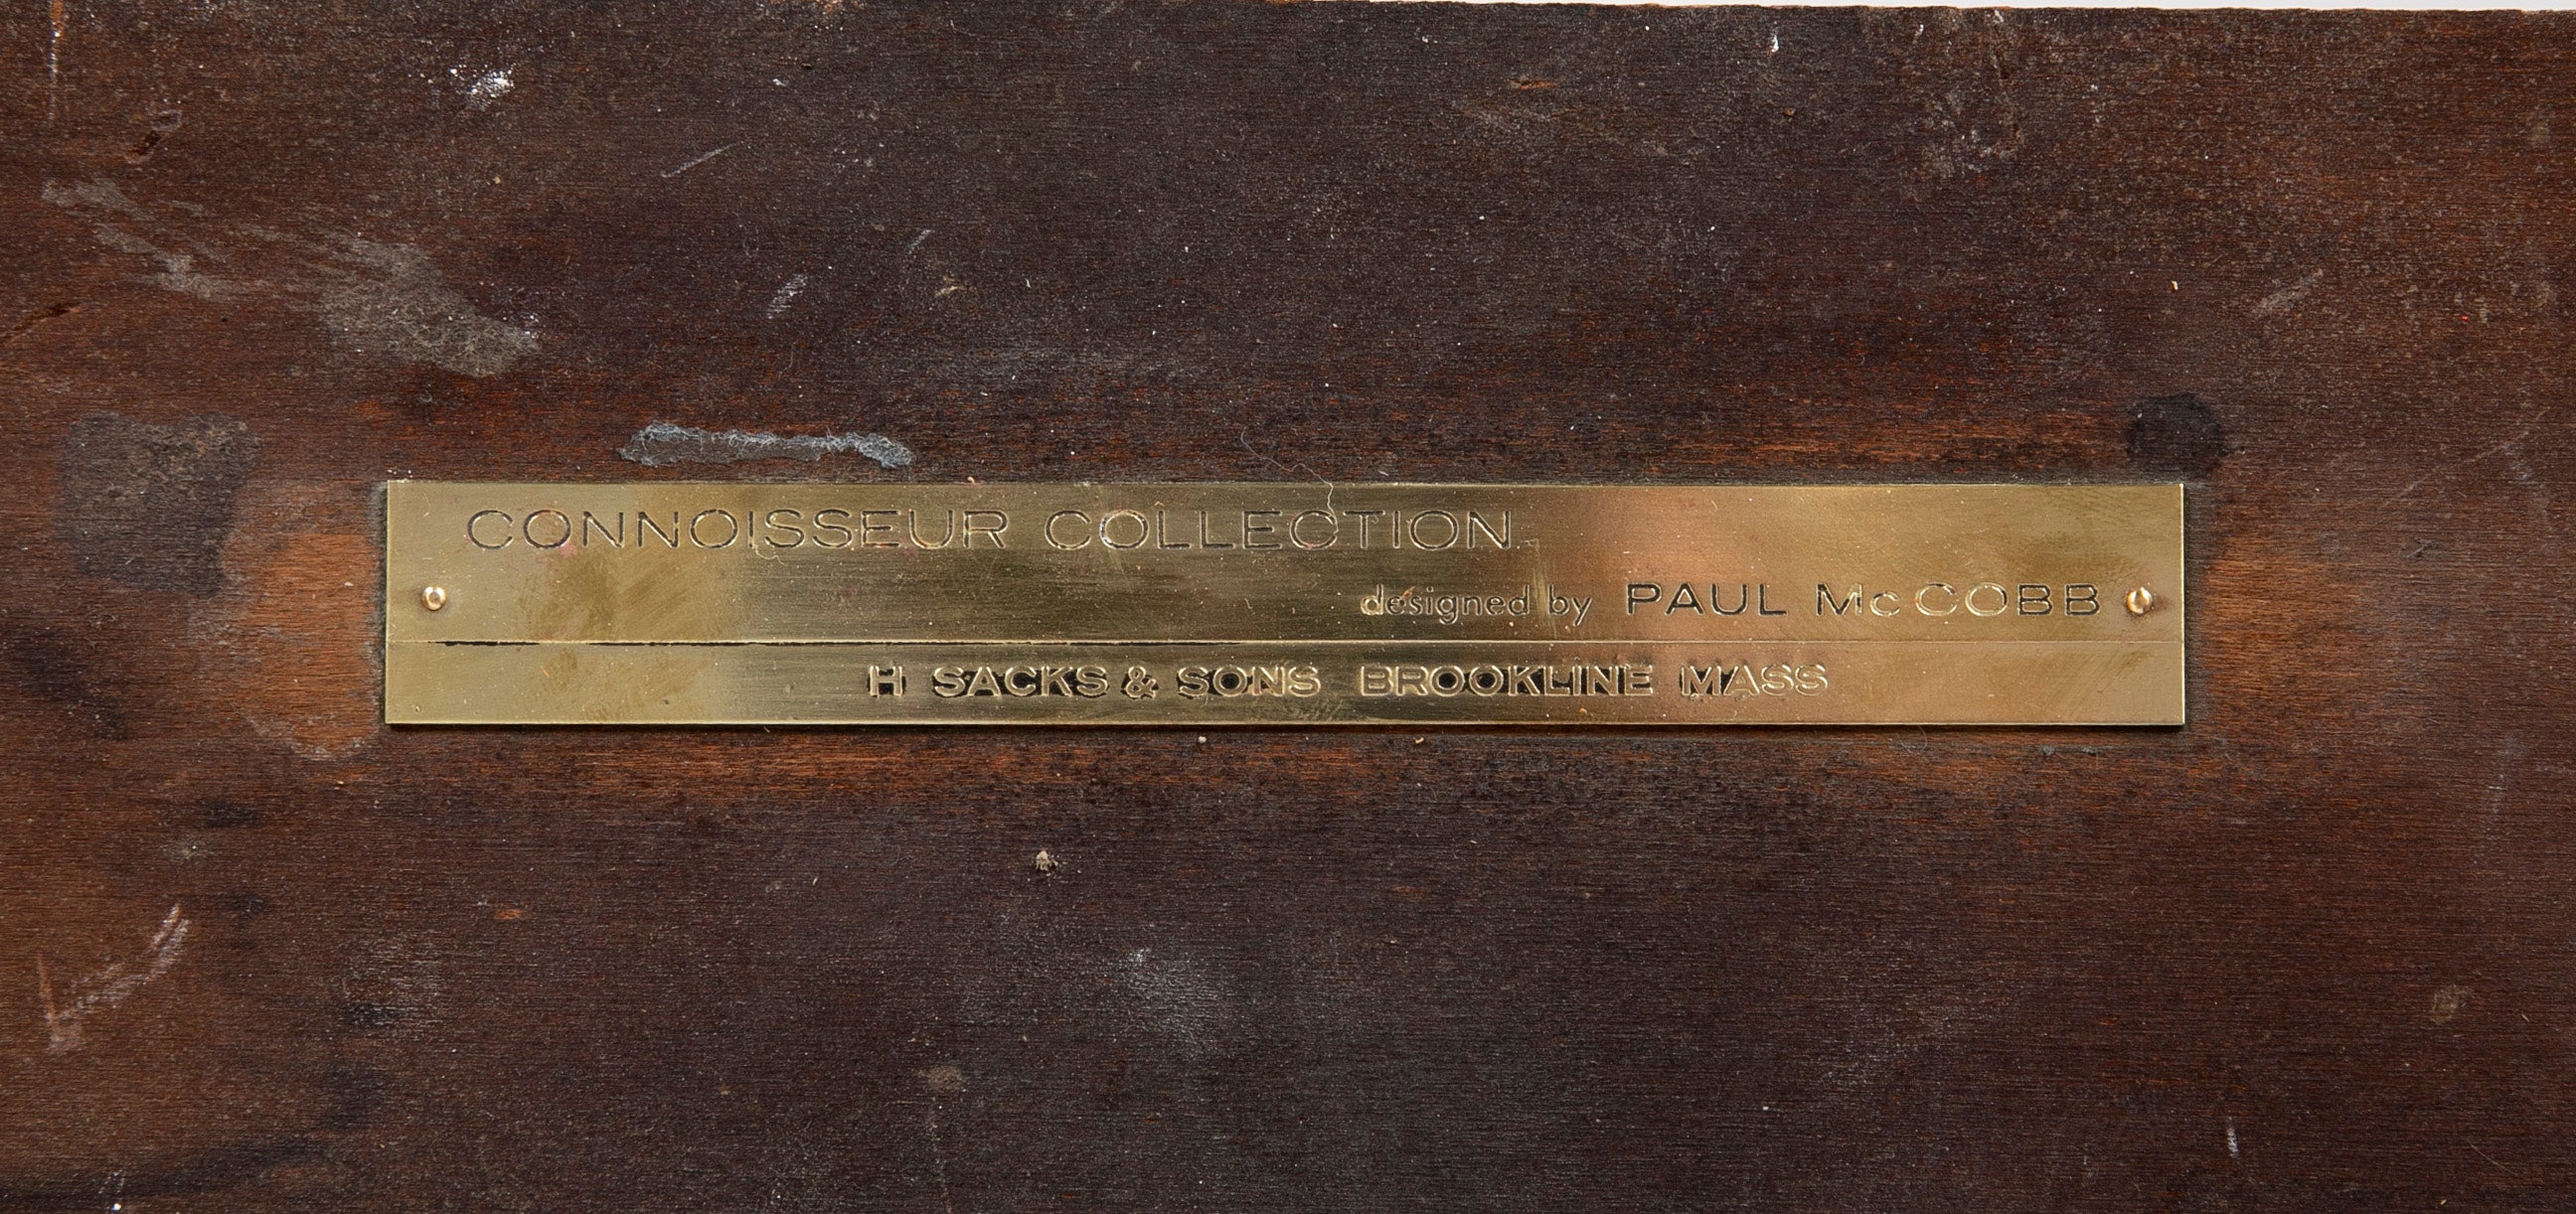 CONNOISSEUR COLLECTION
designed by PAUL McCOBB
H SACKS & SONS BROOKLINE MASS